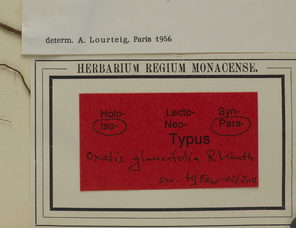 determ. A. Lourteig, Paris 1956
HERBARIUM REGIUM MONACENSE.
Holo- Lecto- Syn-
Iso- Neo- Para-
Typus
Oxalis glaucifolia R. Knuth